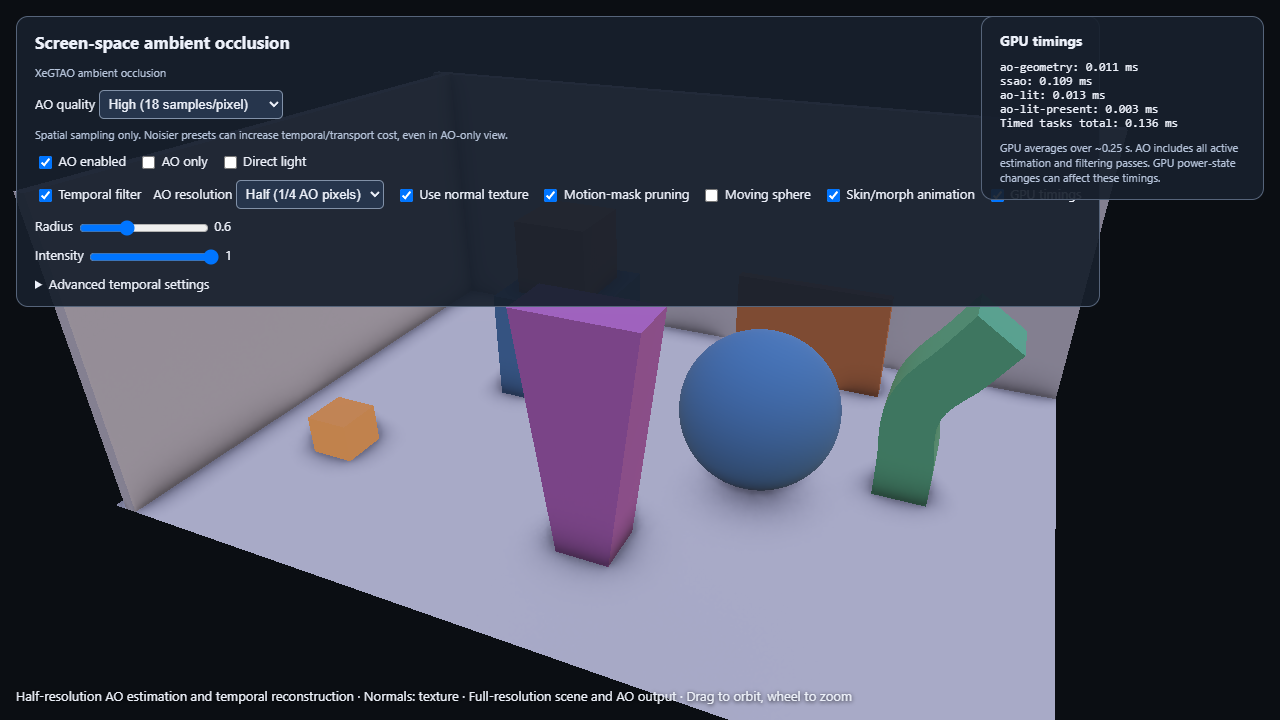 Screen-space ambient occlusion
XeGTAO ambient occlusion
AO quality High (18 samples/pixel)
Spatial sampling only. Noisier presets can increase temporal/transport cost, even in AO-only view.
AO enabled AO only Direct light
Temporal filter AO resolution Half (1/4 AO pixels) Use normal texture Motion-mask pruning Moving sphere Skin/morph animation GPU timings
Radius 0.6
Intensity 1
Advanced temporal settings
GPU timings
ao-geometry: 0.011 ms
ssao: 0.109 ms
ao-lit: 0.013 ms
ao-lit-present: 0.003 ms
Timed tasks total: 0.136 ms
GPU averages over ~0.25 s. AO includes all active
estimation and filtering passes. GPU power-state
changes can affect these timings.
Half-resolution AO estimation and temporal reconstruction · Normals: texture · Full-resolution scene and AO output · Drag to orbit, wheel to zoom